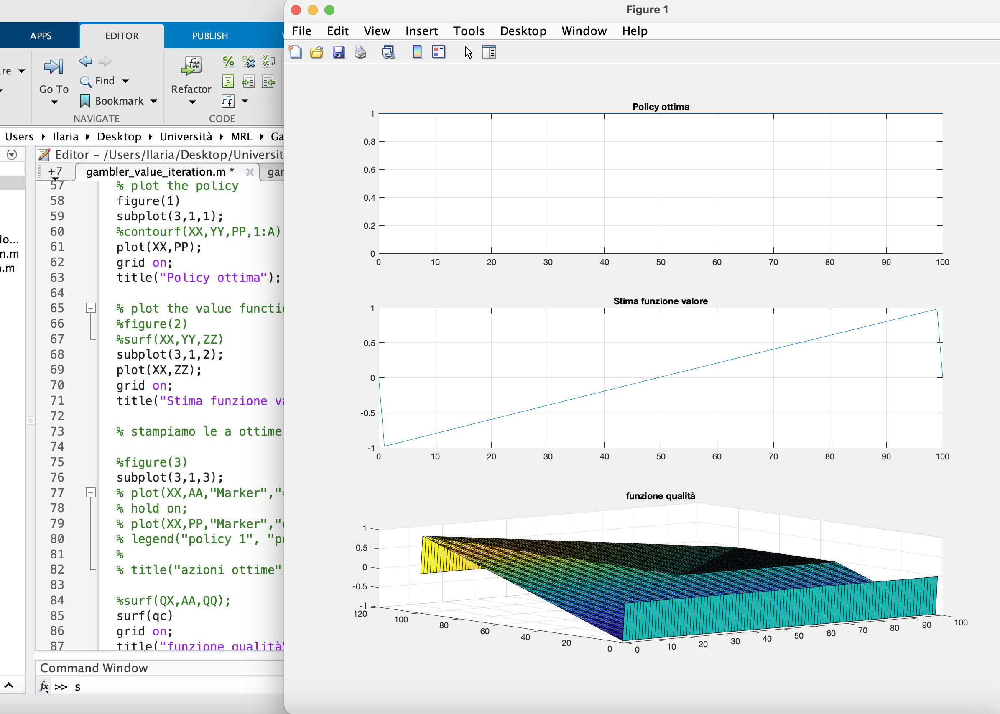 Figure 1
File Edit View Insert Tools Desktop Window Help
APPS EDITOR PUBLISH
Go To
Find
Bookmark
NAVIGATE
Refactor
CODE
Users Ilaria Desktop Università MRL
Editor – /Users/Ilaria/Desktop/Universit
+7 gambler_value_iteration.m *
57 % plot the policy
58 figure(1)
59 subplot(3,1,1);
60 %contourf(XX,YY,PP,1:A)
61 plot(XX,PP);
62 grid on;
63 title("Policy ottima");
64
65 % plot the value functi
66 %figure(2)
67 %surf(XX,YY,ZZ)
68 subplot(3,1,2);
69 plot(XX,ZZ);
70 grid on;
71 title("Stima funzione va
72
73 % stampiamo le a ottime
74
75 %figure(3)
76 subplot(3,1,3);
77 % plot(XX,AA,"Marker",">
78 % hold on;
79 % plot(XX,PP,"Marker","
80 % legend("policy 1", "po
81 %
82 % title("azioni ottime"
83
84 %surf(QX,AA,QQ);
85 surf(qc)
86 grid on;
87 title("funzione qualità"
Command Window
fx >> s
Policy ottima
1
0.8
0.6
0.4
0.2
0
0 10 20 30 40 50 60 70 80 90 100
Stima funzione valore
1
0.5
0
-0.5
-1
0 10 20 30 40 50 60 70 80 90 100
funzione qualità
1
0.5
0
-0.5
-1
120 100 80 60 40 20 0
0 10 20 30 40 50 60 70 80 90 100